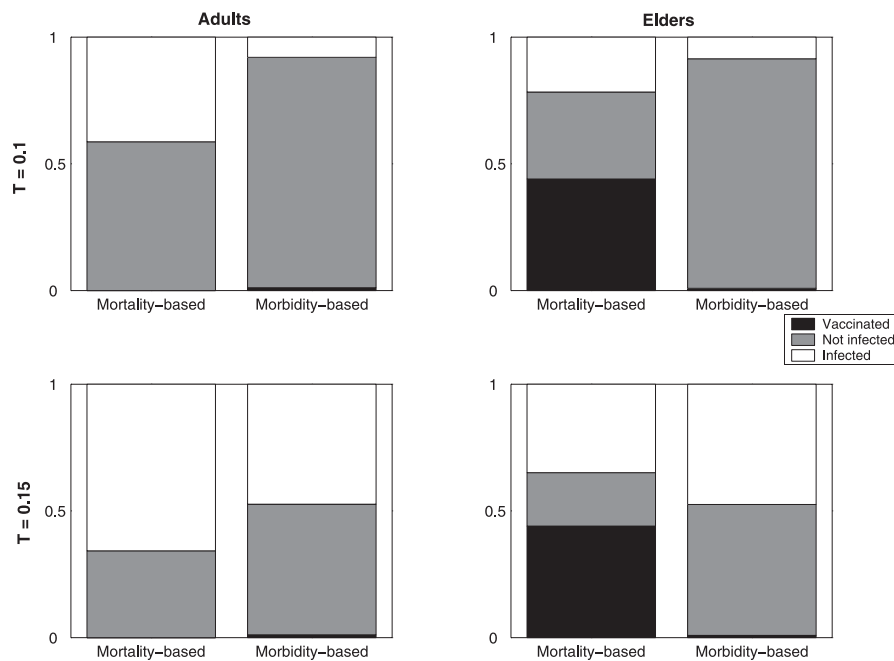 Adults
Elders
T = 0.1
1
0.5
0
Mortality−based Morbidity−based
1
0.5
0
Mortality−based Morbidity−based
Vaccinated
Not infected
Infected
T = 0.15
1
0.5
0
Mortality−based Morbidity−based
1
0.5
0
Mortality−based Morbidity−based